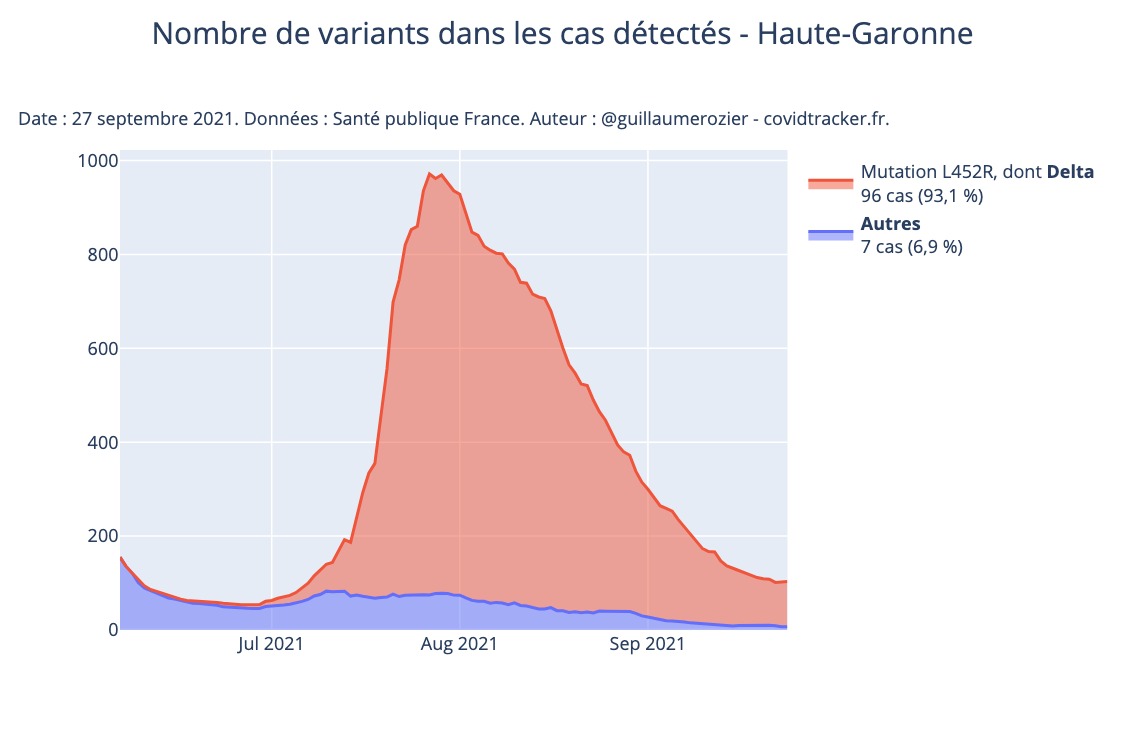 Nombre de variants dans les cas détectés - Haute-Garonne
Date : 27 septembre 2021. Données : Santé publique France. Auteur : @guillaumerozier - covidtracker.fr.
1000
800
600
400
200
0
Jul 2021
Aug 2021
Sep 2021
Mutation L452R, dont Delta
96 cas (93,1 %)
Autres
7 cas (6,9 %)